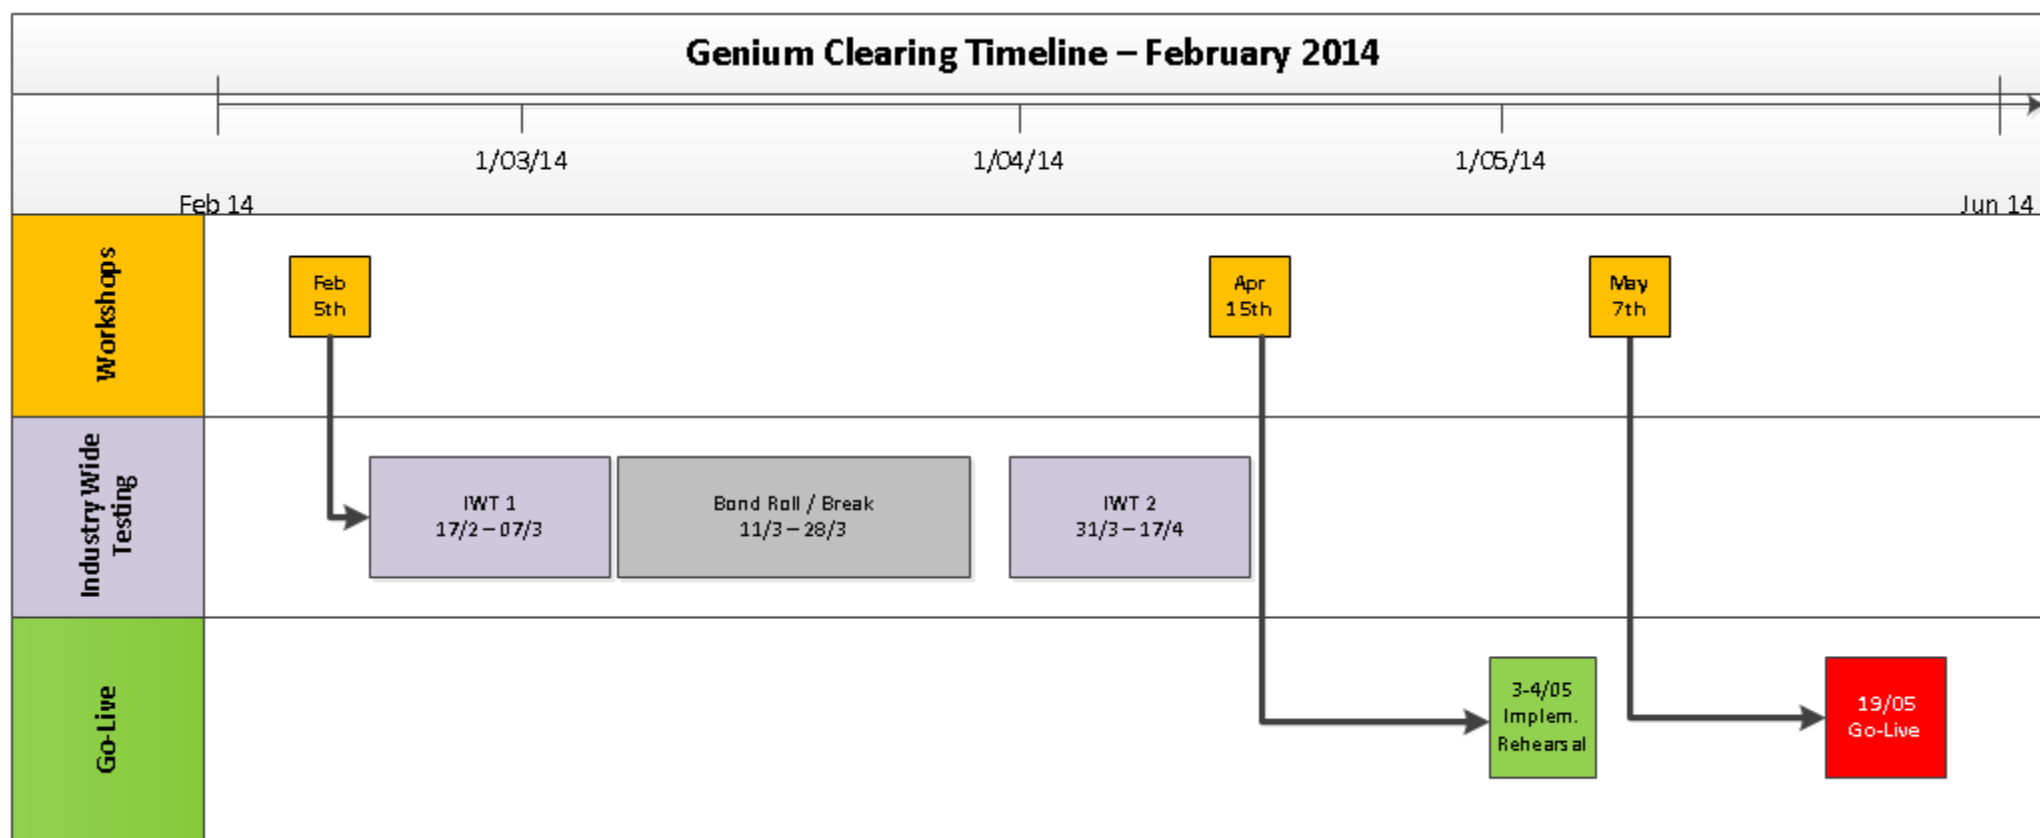 Genium Clearing Timeline – February 2014
1/03/14
1/04/14
1/05/14
Feb 14
Jun 14
Workshops
Feb
5th
Apr
15th
May
7th
Industry Wide
Testing
IWT 1
17/2 – 07/3
Bond Roll / Break
11/3 – 28/3
IWT 2
31/3 – 17/4
Go-Live
3-4/05
Implem.
Rehearsal
19/05
Go-Live